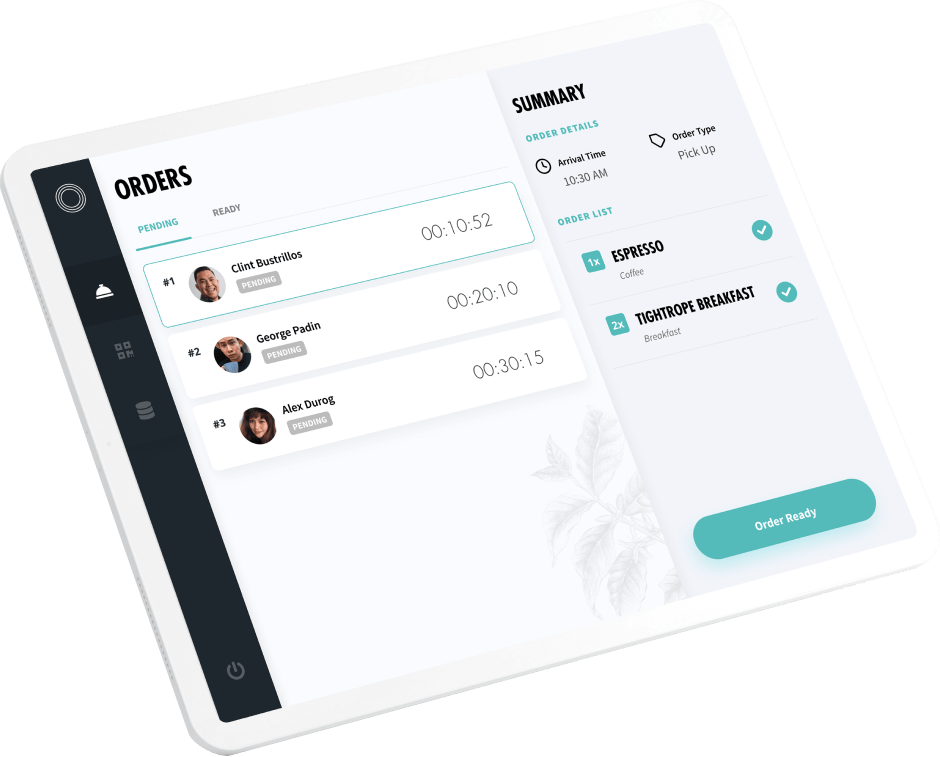 ORDERS
PENDING
READY
#1
Clint Bustrillos
PENDING
00:10:52
#2
George Padin
PENDING
00:20:10
#3
Alex Durog
PENDING
00:30:15
SUMMARY
ORDER DETAILS
Arrival Time
10:30 AM
Order Type
Pick Up
ORDER LIST
1x
ESPRESSO
Coffee
2x
TIGHTROPE BREAKFAST
Breakfast
Order Ready